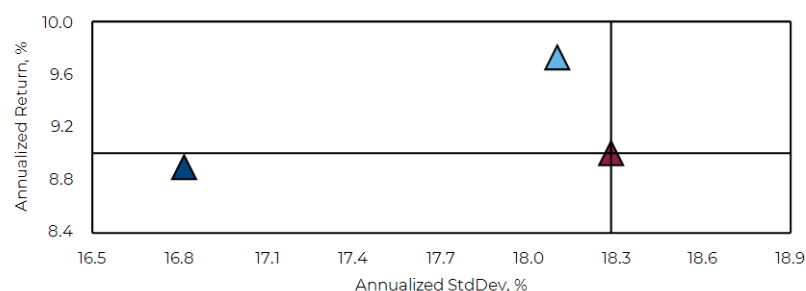 Annualized Return, %
10.0
9.6
9.2
8.8
8.4
16.5 16.8 17.1 17.4 17.7 18.0 18.3 18.6 18.9
Annualized StdDev. %